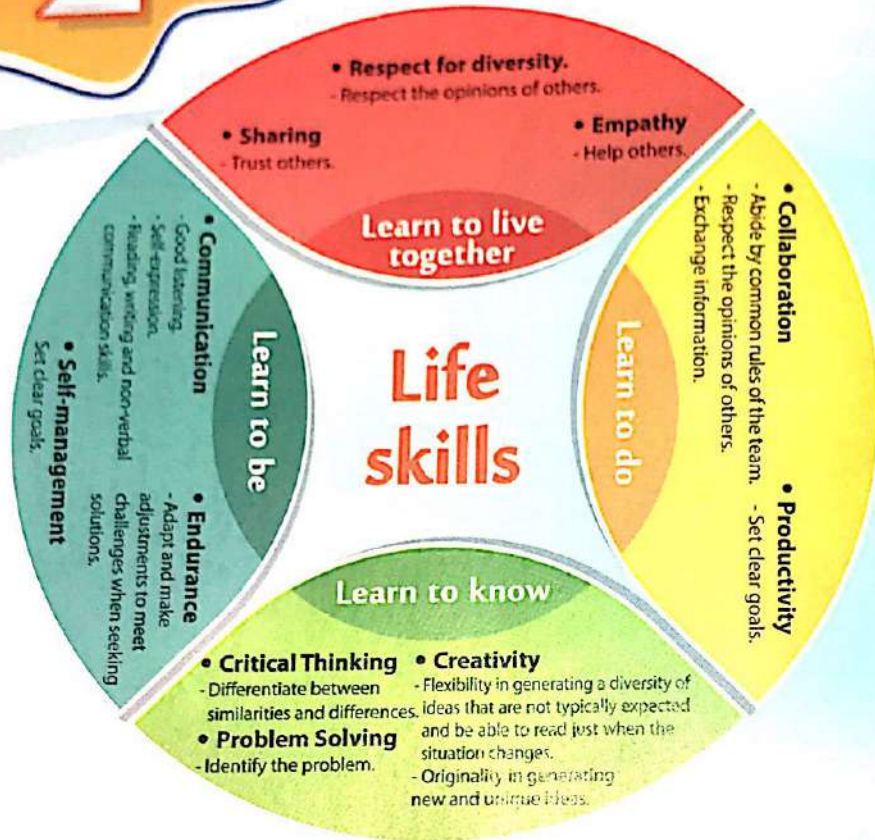 • Respect for diversity.
- Respect the opinions of others.
• Sharing
- Trust others.
• Empathy
- Help others.
Learn to live
together
• Collaboration
- Abide by common rules of the team.
- Respect the opinions of others.
- Exchange information.
• Productivity
- Set clear goals.
Learn to do
Life
skills
• Communication
- Good listening.
- Self-expression.
- Reading, writing and non-verbal
communication skills.
• Self-management
Set clear goals.
• Endurance
- Adapt and make
adjustments to meet
challenges when seeking
solutions.
Learn to be
Learn to know
• Critical Thinking
- Differentiate between
similarities and differences.
• Problem Solving
- Identify the problem.
• Creativity
- Flexibility in generating a diversity of
ideas that are not typically expected
and be able to read just when the
situation changes.
- Originality in generating
new and unique ideas.